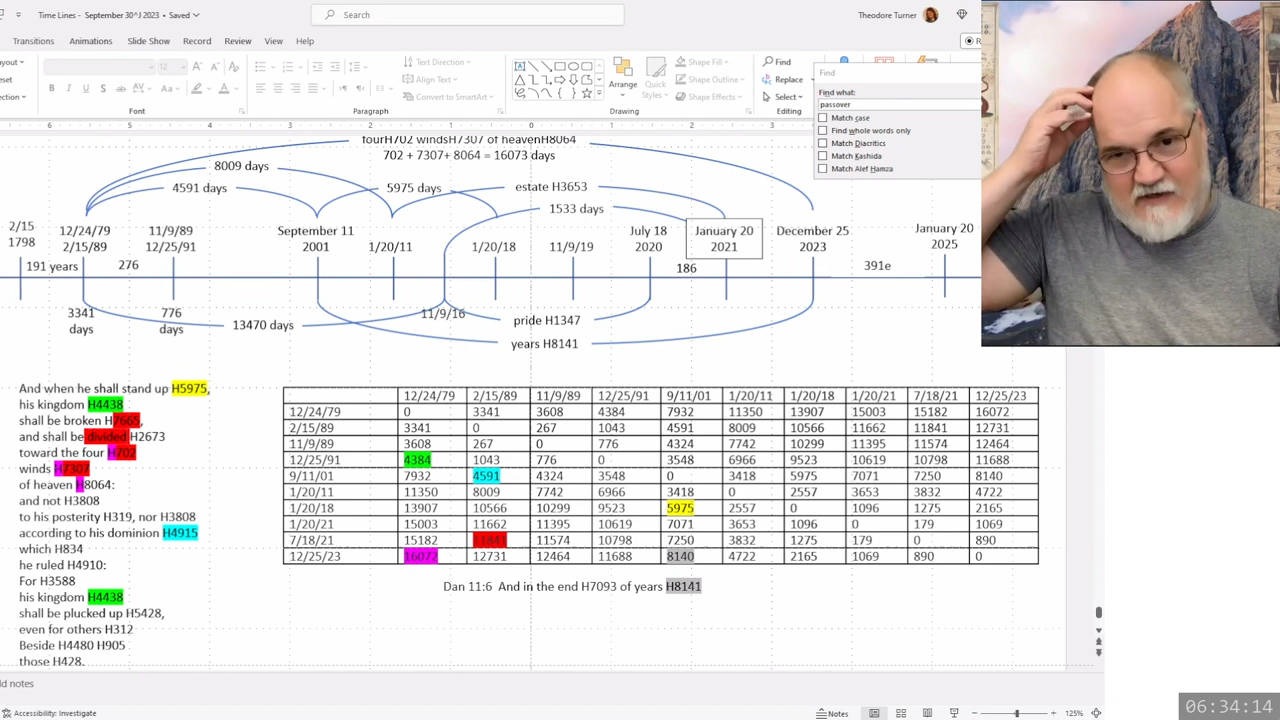 Time Lines - September 30^J 2023 • Saved
Search
Theodore Turner
Transitions Animations Slide Show Record Review View Help
Text Direction
Align Text
Convert to SmartArt
Arrange
Quick
Styles
Shape Fill
Shape Outline
Shape Effects
Find
Replace
Selecting
Font
Paragraph
Drawing
Editing
Find
Find what:
passover
Match case
Find whole words only
Match Diacritics
Match Kashida
Match Alef Hamza
6 5 4 3 2 1 0 1 2 3
fourH702 windsH7307 of heavenH8064
702 + 7307+ 8064 = 16073 days
8009 days
4591 days
5975 days
estate H3653
1533 days
2/15
1798
12/24/79
2/15/89
11/9/89
12/25/91
September 11
2001
1/20/11
1/20/18
11/9/19
July 18
2020
January 20
2021
December 25
2023
January 20
2025
191 years
276
186
391e
3341
days
776
days
13470 days
11/9/16
pride H1347
years H8141
And when he shall stand up H5975,
his kingdom H4438
shall be broken H7665,
and shall be divided H2673
toward the four H702
winds H7307
of heaven H8064:
and not H3808
to his posterity H319, nor H3808
according to his dominion H4915
which H834
he ruled H4910:
For H3588
his kingdom H4438
shall be plucked up H5428,
even for others H312
Beside H4480 H905
those H428.
12/24/79 2/15/89 11/9/89 12/25/91 9/11/01 1/20/11 1/20/18 1/20/21 7/18/21 12/25/23
12/24/79 0 3341 3608 4384 7932 11350 13907 15003 15182 16072
2/15/89 3341 0 267 1043 4591 8009 10566 11662 11841 12731
11/9/89 3608 267 0 776 4324 7742 10299 11395 11574 12464
12/25/91 4384 1043 776 0 3548 6966 9523 10619 10798 11688
9/11/01 7932 4591 4324 3548 0 3418 5975 7071 7250 8140
1/20/11 11350 8009 7742 6966 3418 0 2557 3653 3832 4722
1/20/18 13907 10566 10299 9523 5975 2557 0 1096 1275 2165
1/20/21 15003 11662 11395 10619 7071 3653 1096 0 179 1069
7/18/21 15182 11841 11574 10798 7250 3832 1275 179 0 890
12/25/23 16072 12731 12464 11688 8140 4722 2165 1069 890 0
Dan 11:6 And in the end H7093 of years H8141
d notes
Accessibility: Investigate
Notes
125%
06:34:14